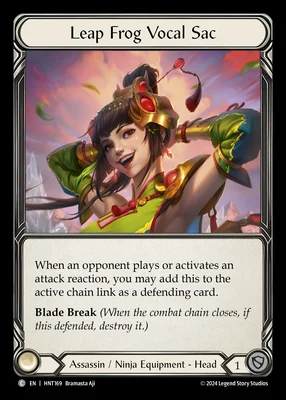 Leap Frog Vocal Sac
When an opponent plays or activates an
attack reaction, you may add this to the
active chain link as a defending card.
Blade Break (When the combat chain closes, if
this defended, destroy it.)
Assassin / Ninja Equipment - Head
1
C EN | HNT169 Bramasta Aji
© 2024 Legend Story Studios